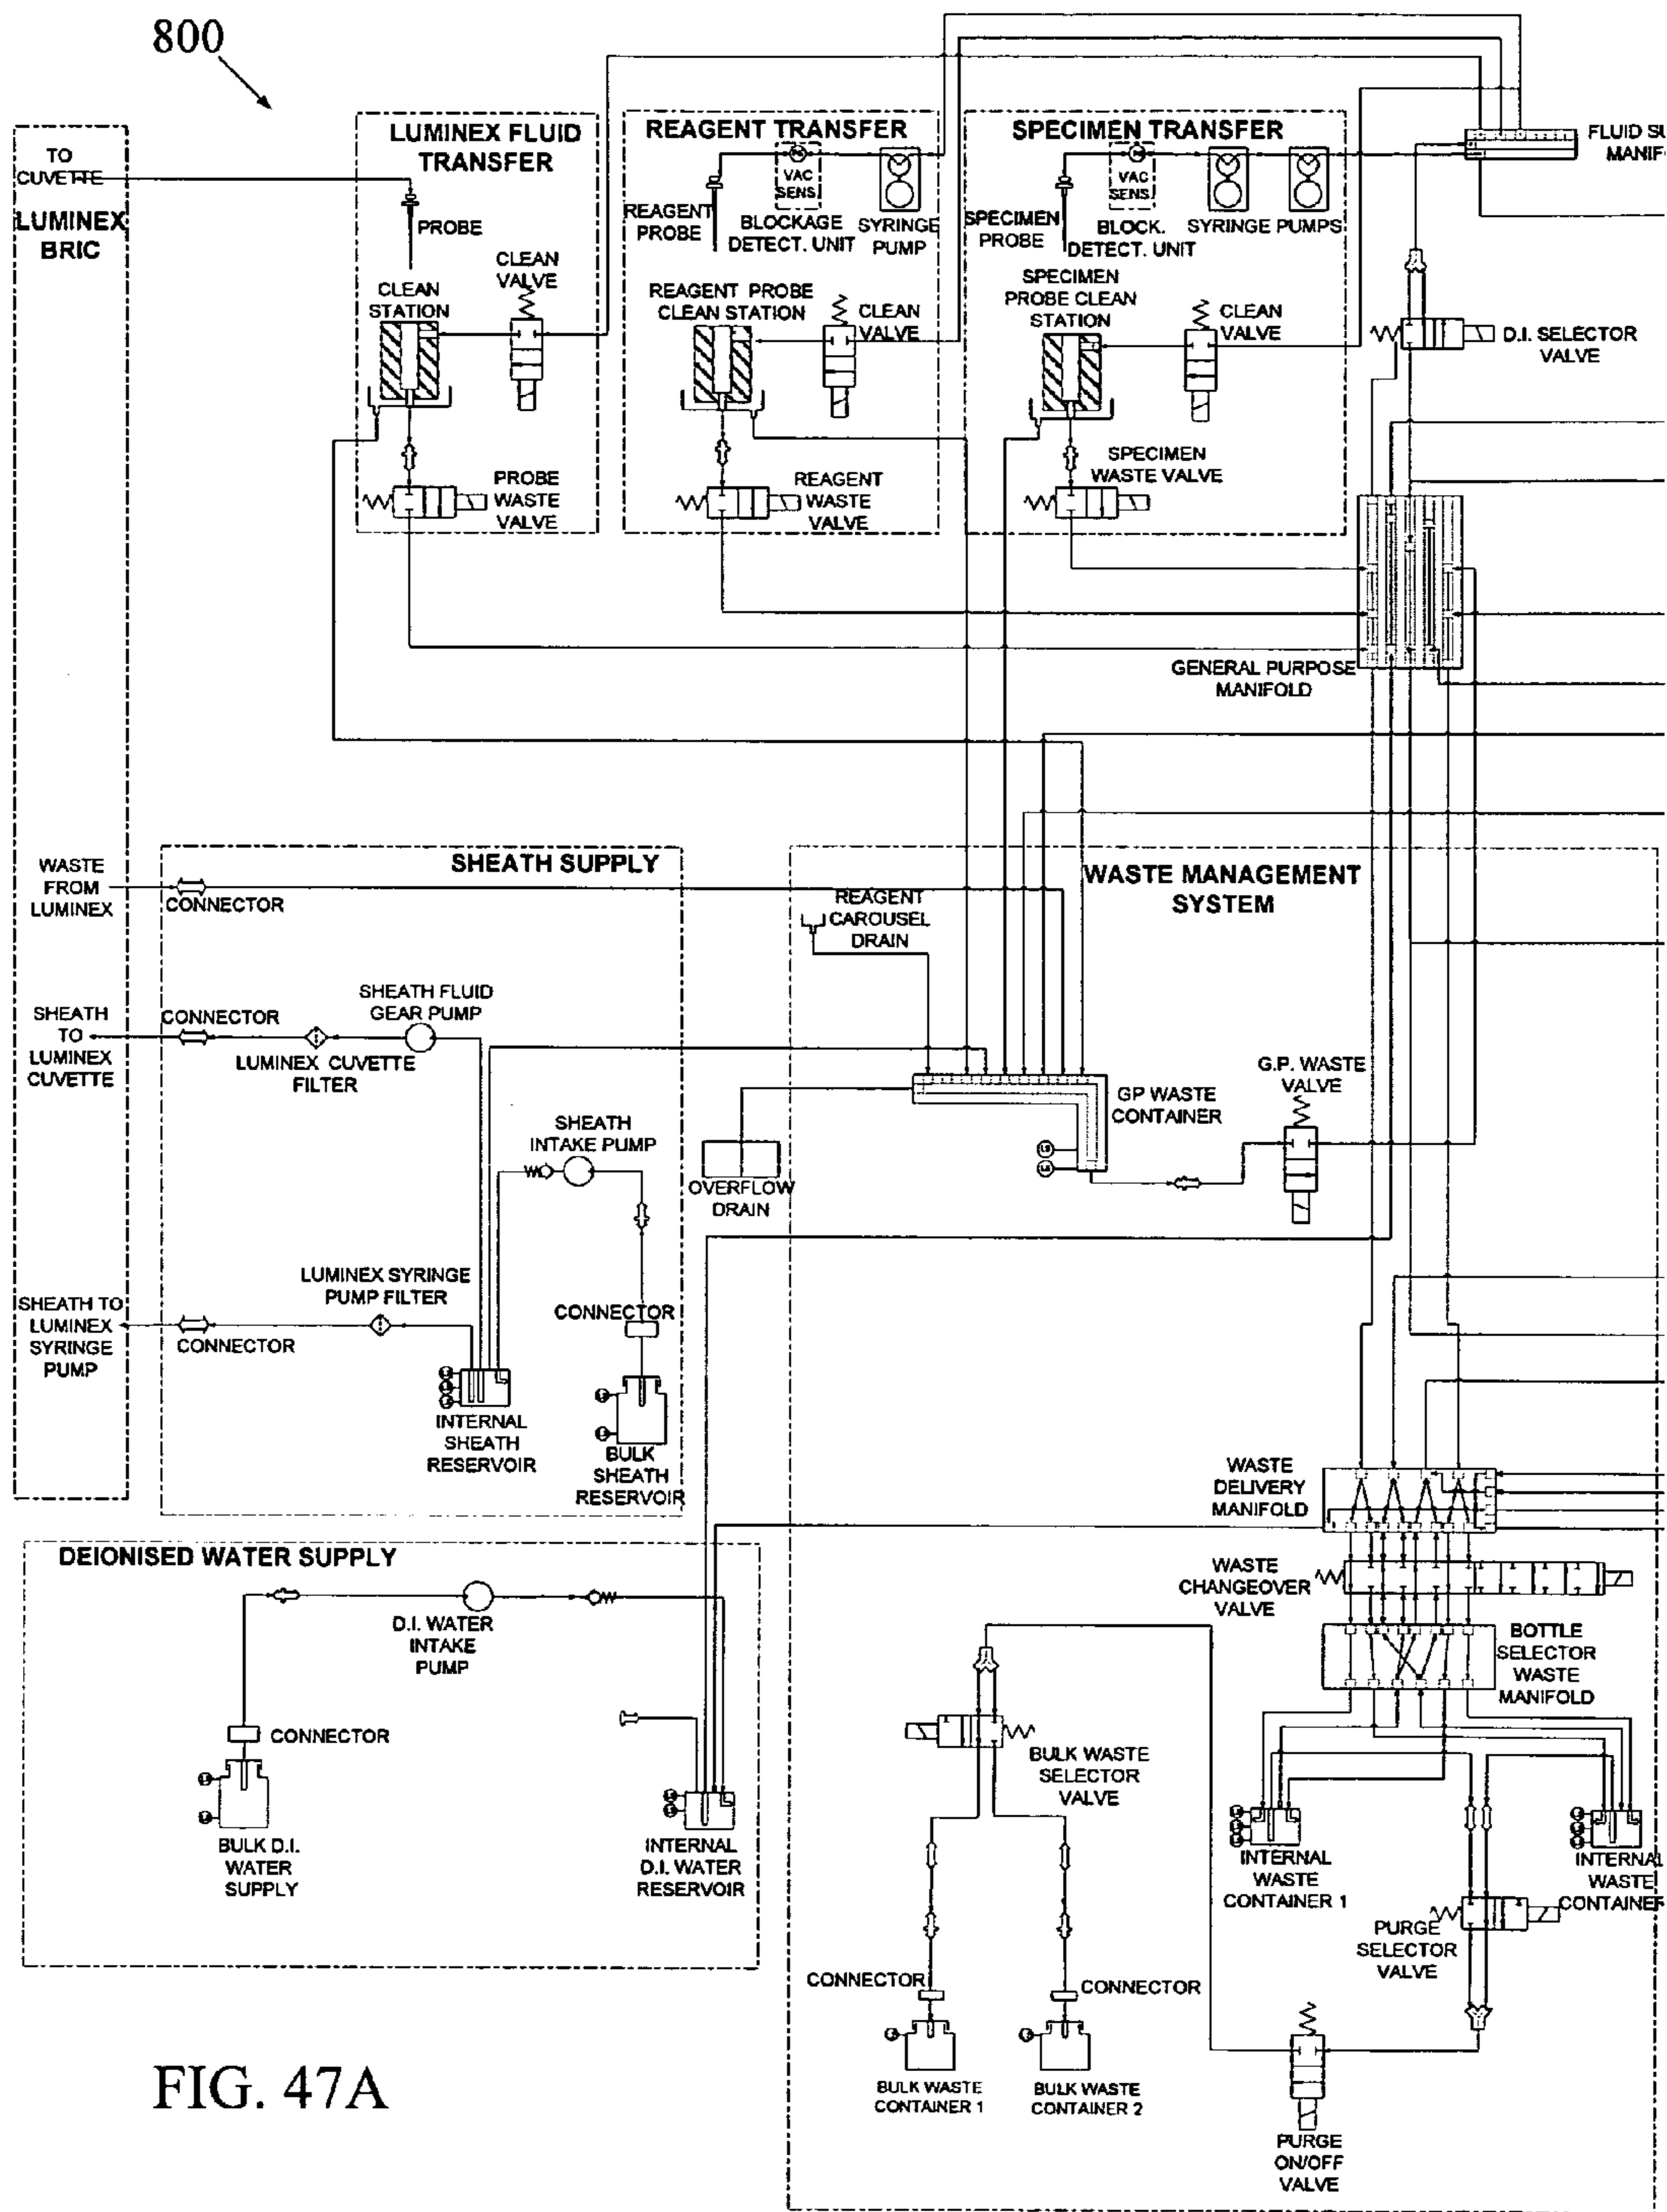 800
TO
CUVETTE
LUMINEX
BRIC
LUMINEX FLUID
TRANSFER
PROBE
CLEAN
VALVE
CLEAN
STATION
PROBE
WASTE
VALVE
REAGENT TRANSFER
VAC
SENS
REAGENT
PROBE
BLOCKAGE
DETECT. UNIT
SYRINGE
PUMP
REAGENT PROBE
CLEAN STATION
CLEAN
VALVE
REAGENT
WASTE
VALVE
SPECIMEN TRANSFER
VAC
SENS
SPECIMEN
PROBE
BLOCK.
DETECT. UNIT
SYRINGE PUMPS
SPECIMEN
PROBE CLEAN
STATION
CLEAN
VALVE
SPECIMEN
WASTE VALVE
FLUID SU
MANIF
D.I. SELECTOR
VALVE
GENERAL PURPOSE
MANIFOLD
WASTE
FROM
LUMINEX
SHEATH
TO
LUMINEX
CUVETTE
SHEATH TO
LUMINEX
SYRINGE
PUMP
SHEATH SUPPLY
CONNECTOR
CONNECTOR
SHEATH FLUID
GEAR PUMP
LUMINEX CUVETTE
FILTER
SHEATH
INTAKE PUMP
LUMINEX SYRINGE
PUMP FILTER
CONNECTOR
CONNECTOR
INTERNAL
SHEATH
RESERVOIR
BULK
SHEATH
RESERVOIR
WASTE MANAGEMENT
SYSTEM
REAGENT
CAROUSEL
DRAIN
GP WASTE
CONTAINER
G.P. WASTE
VALVE
OVERFLOW
DRAIN
WASTE
DELIVERY
MANIFOLD
WASTE
CHANGEOVER
VALVE
BOTTLE
SELECTOR
WASTE
MANIFOLD
BULK WASTE
SELECTOR
VALVE
INTERNAL
WASTE
CONTAINER 1
INTERNAL
WASTE
CONTAINER
PURGE
SELECTOR
VALVE
CONNECTOR
CONNECTOR
BULK WASTE
CONTAINER 1
BULK WASTE
CONTAINER 2
PURGE
ON/OFF
VALVE
DEIONISED WATER SUPPLY
D.I. WATER
INTAKE
PUMP
CONNECTOR
BULK D.I.
WATER
SUPPLY
INTERNAL
D.I. WATER
RESERVOIR
FIG. 47A